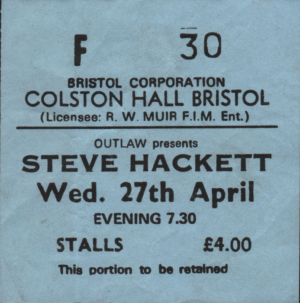 F 30
BRISTOL CORPORATION
COLSTON HALL BRISTOL
(Licensee: R. W. MUIR F.I.M. Ent.)
OUTLAW presents
STEVE HACKETT
Wed. 27th April
EVENING 7.30
STALLS £4.00
This portion to be retained